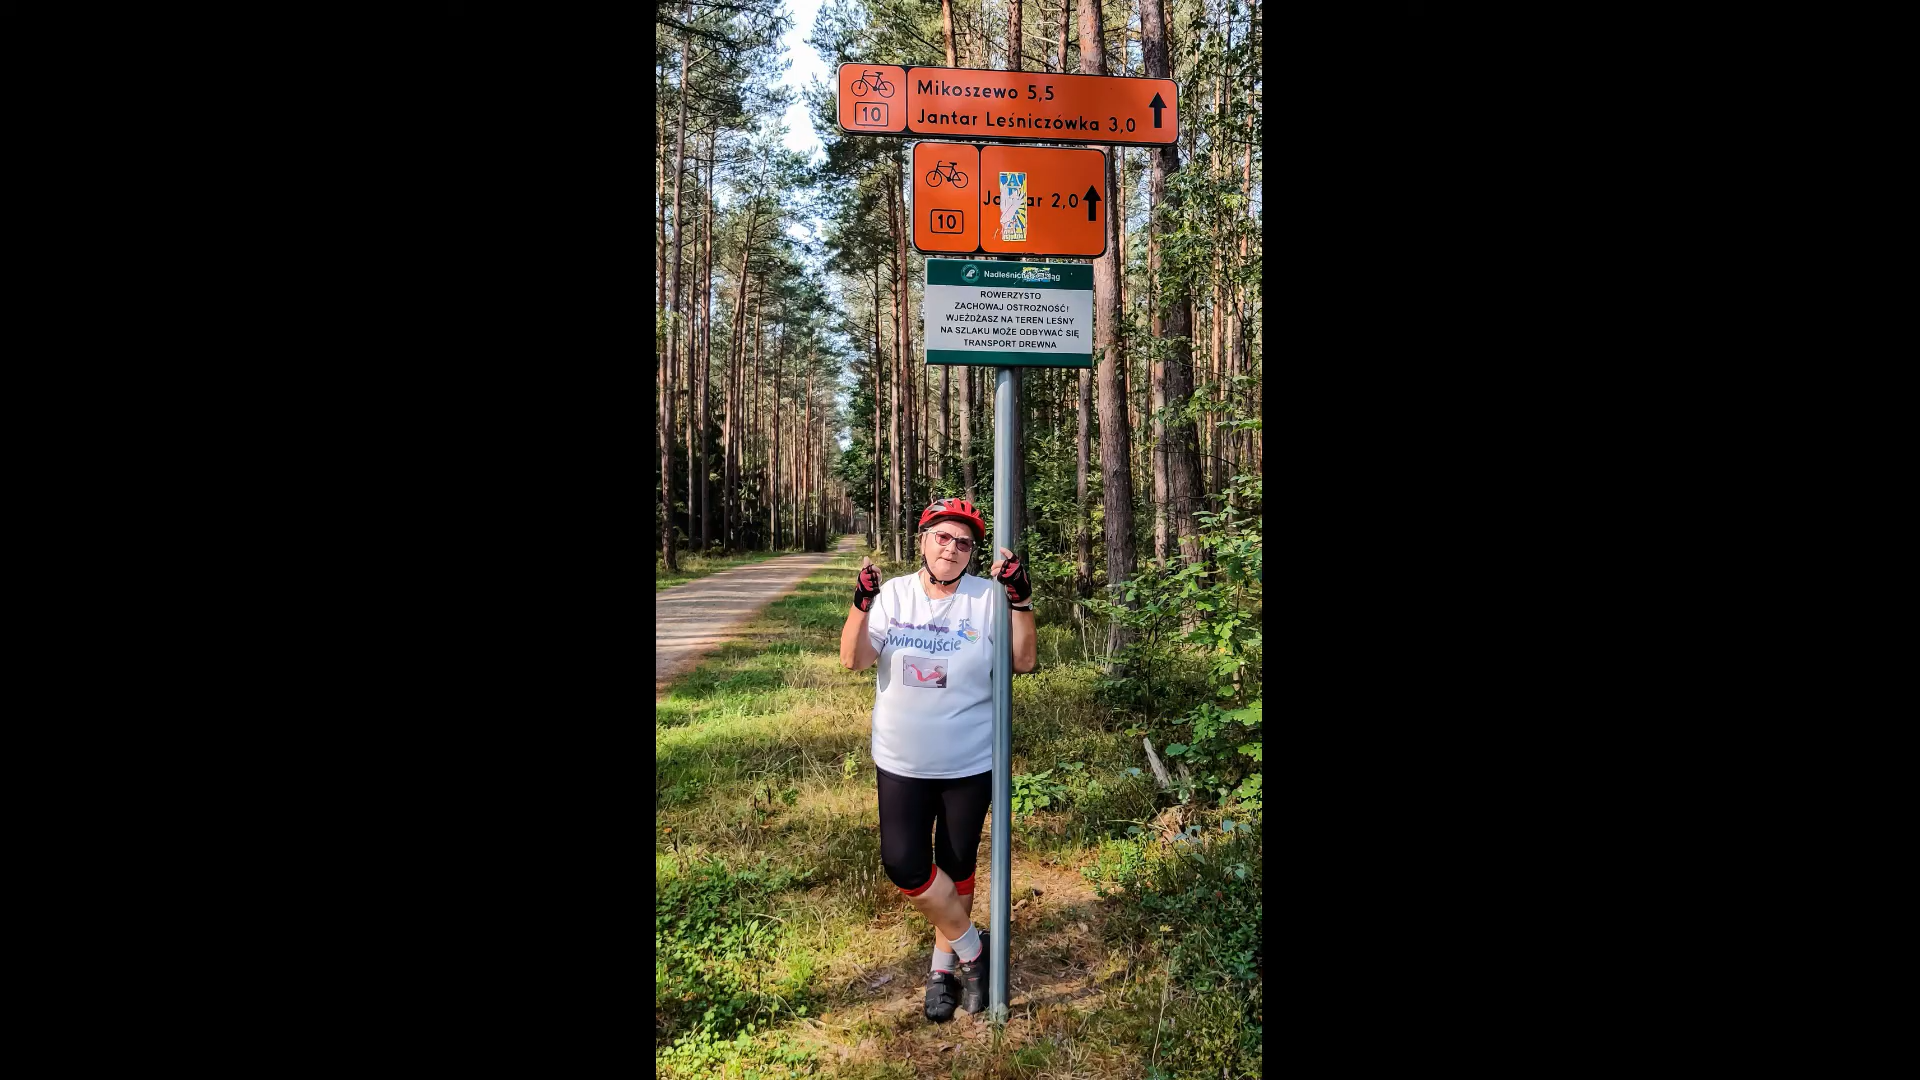 10
Mikoszewo 5,5
Jantar Leśniczówka 3,0
10
2,0
ROWERZYSTO
ZACHOWAJ OSTROŻNOŚĆ!
WJEŻDŻASZ NA TEREN LEŚNY
NA SZLAKU MOŻE ODBYWAĆ SIĘ
TRANSPORT DREWNA
Świnoujście